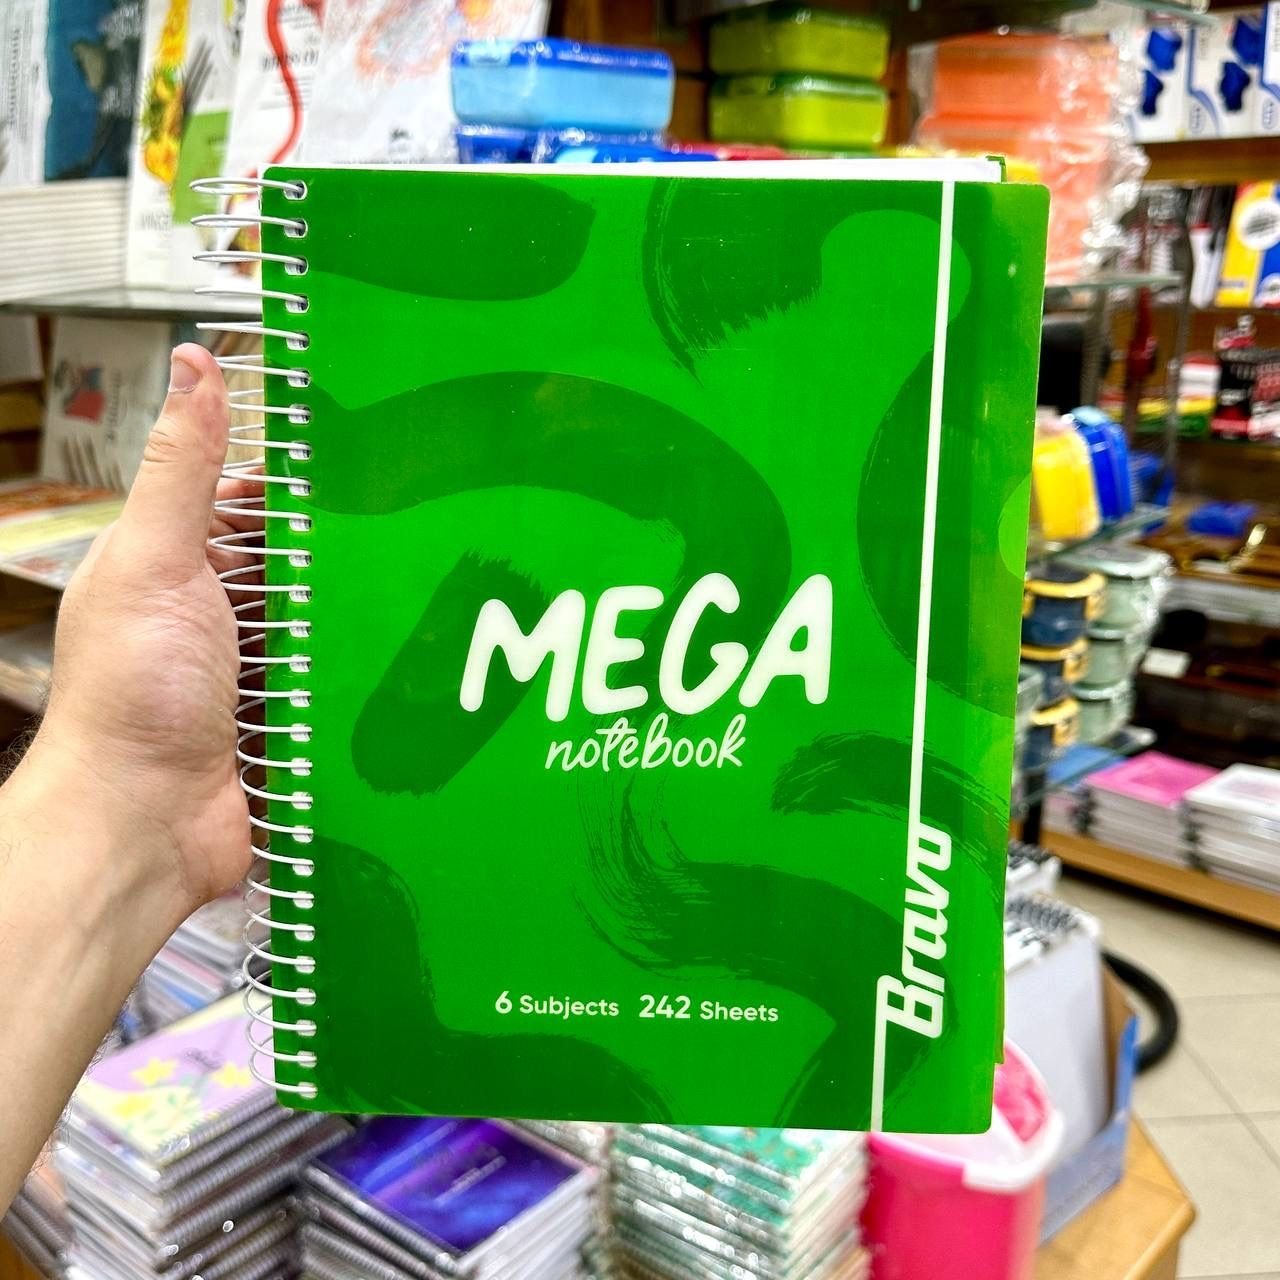 MEGA
notebook
6 Subjects 242 Sheets
Bravo